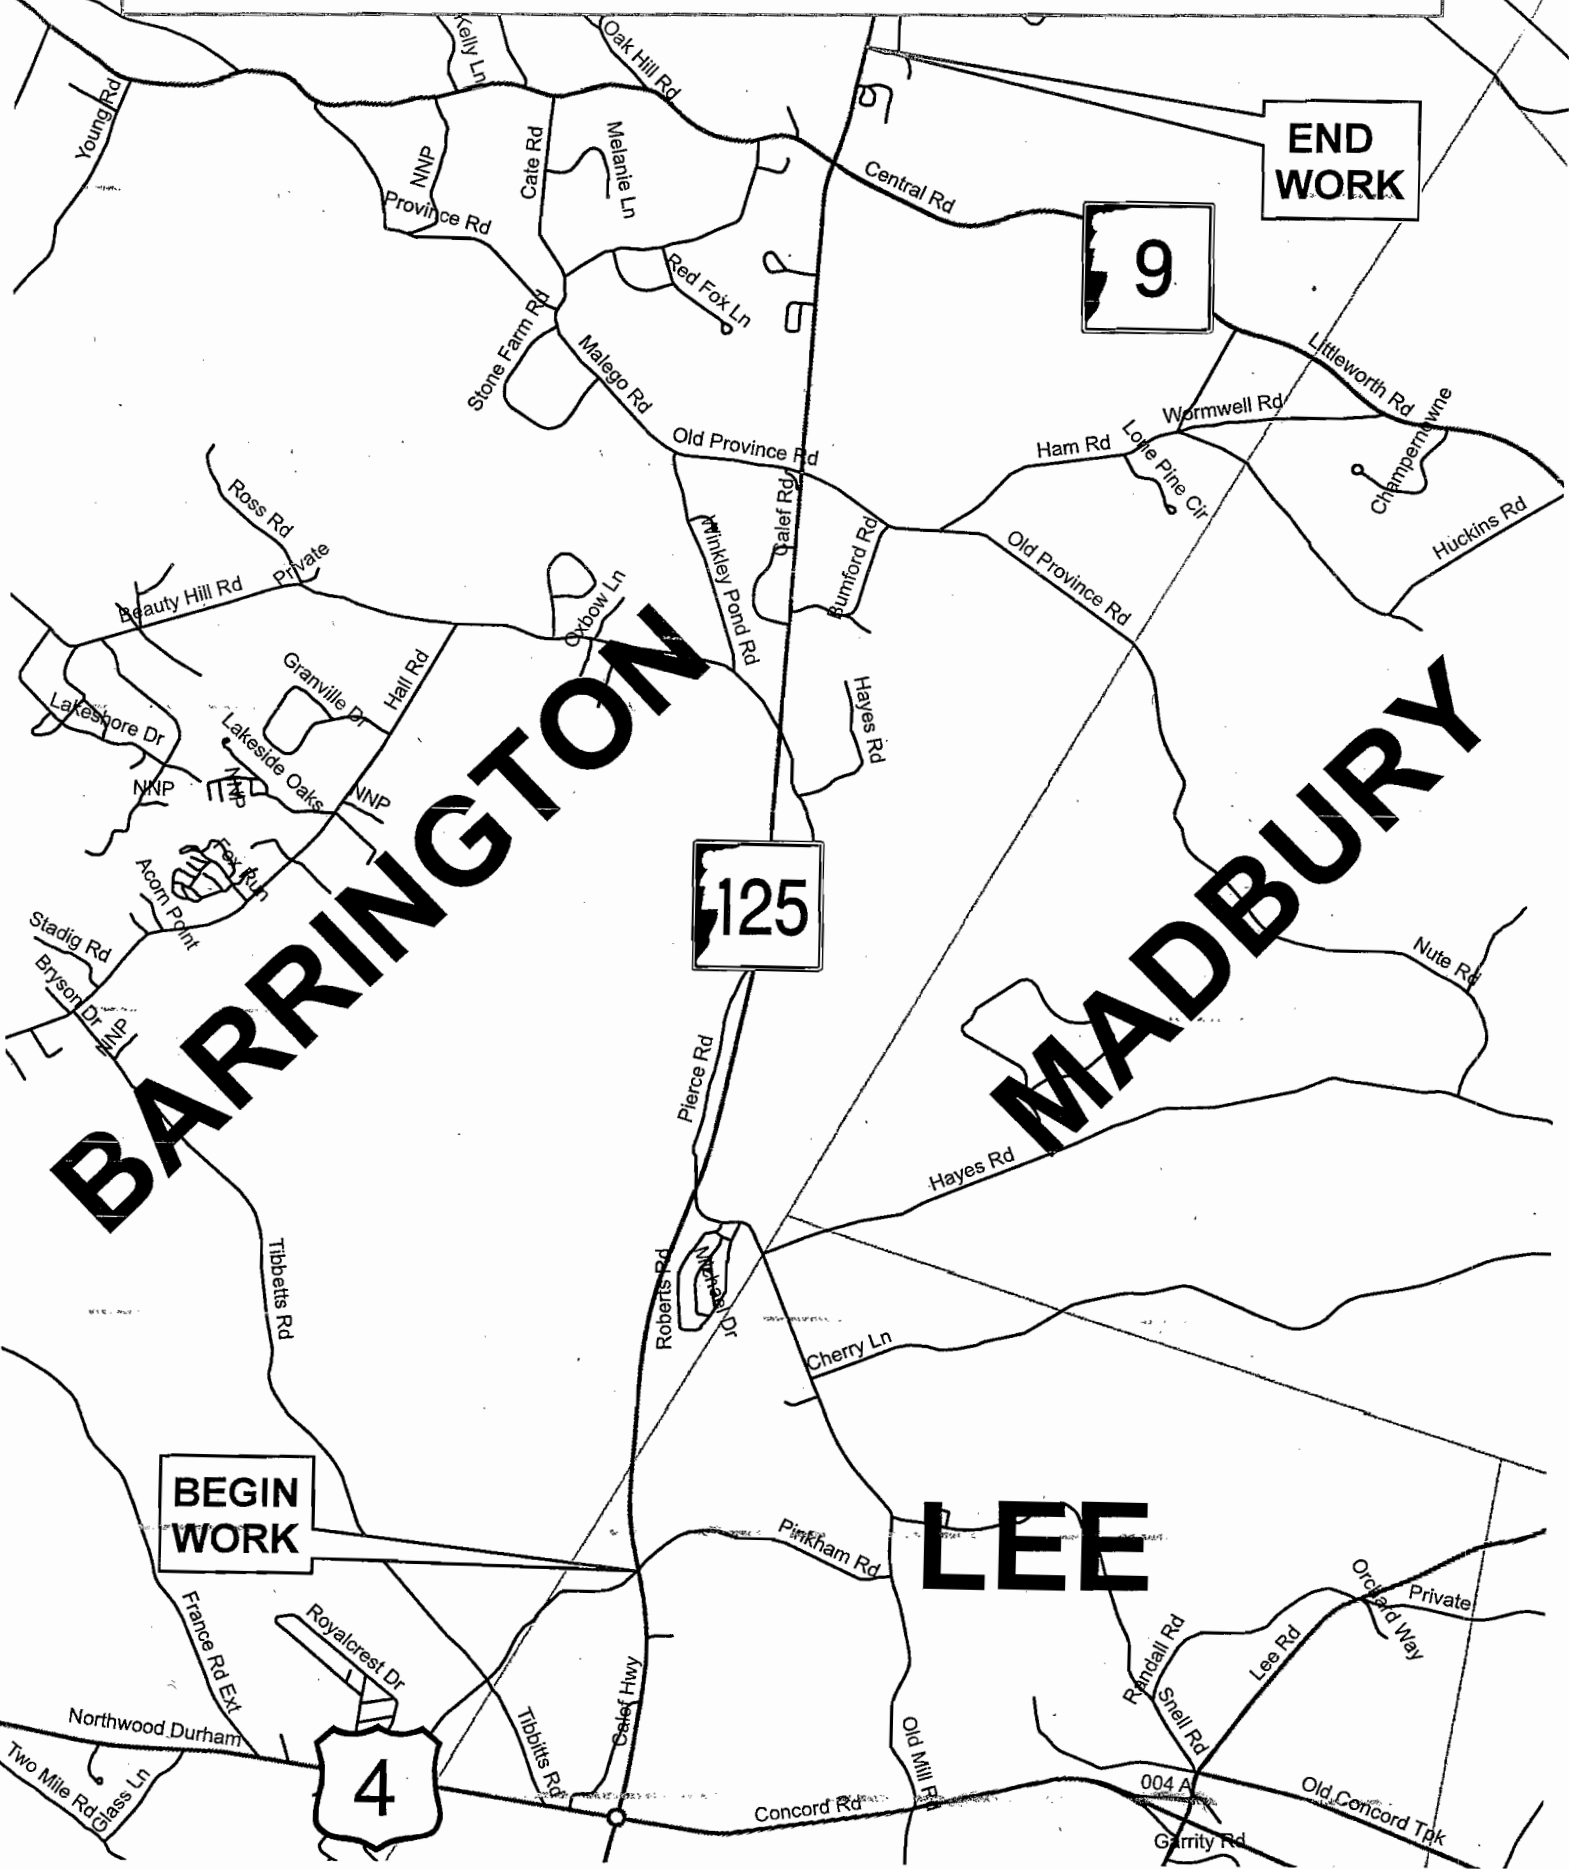 Kelly Ln
Oak Hill Rd
Young Rd
NNP
Cate Rd
Melanie Ln
Province Rd
Central Rd
END
WORK
9
Red Fox Ln
Stone Farm Rd
Malego Rd
Littleworth Rd
Wormwell Rd
Champernowne
Old Province Rd
Ham Rd
Lone Pine Cir
Ross Rd
Calef Rd
Huckins Rd
Private
Beauty Hill Rd
Winkley Pond Rd
Bumford Rd
Old Province Rd
Oxbow Ln
Granville Dr
Hall Rd
Lakeshore Dr
Lakeside Oaks
Hayes Rd
NNP
NNP
NNP
BARRINGTON
MADBURY
Fox Run
Acorn Point
125
Stadig Rd
Bryson Dr
NNP
Nute Rd
Pierce Rd
Hayes Rd
Tibbetts Rd
Roberts Rd
Michael Dr
Cherry Ln
BEGIN
WORK
LEE
Pinkham Rd
Orchard Way
Private
France Rd Ext
Royalcrest Dr
Randall Rd
Lee Rd
Calef Hwy
Snell Rd
Northwood Durham
Tibbitts Rd
Old Mill Rd
Two Mile Rd
Glass Ln
4
Concord Rd
004 A
Old Concord Tpk
Garrity Rd